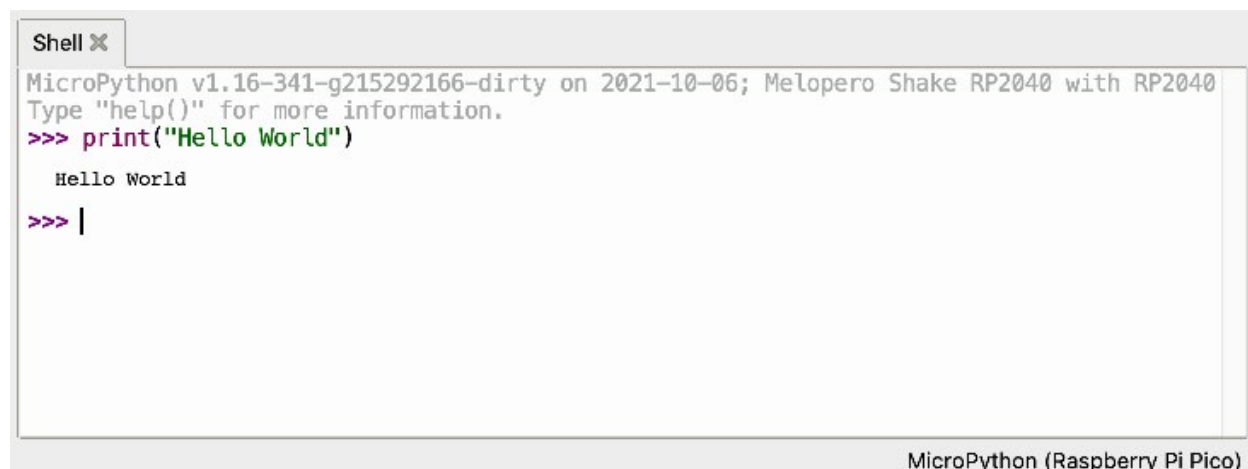 Shell
MicroPython v1.16-341-g215292166-dirty on 2021-10-06; Melopero Shake RP2040 with RP2040
Type "help()" for more information.
>>> print("Hello World")
Hello World
>>>
MicroPython (Raspberry Pi Pico)